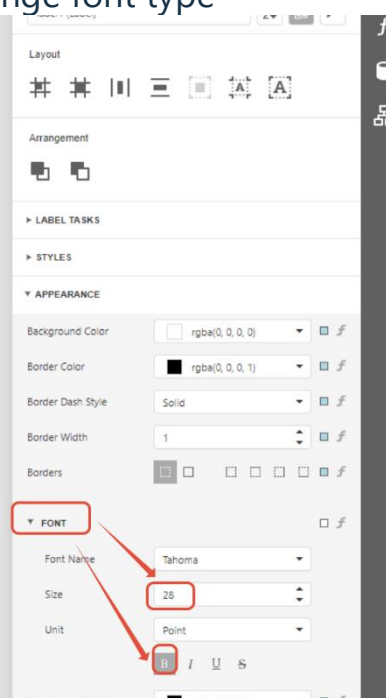 nge font type
Layout
Arrangement
LABEL TASKS
STYLES
APPEARANCE
Background Color rgba(0, 0, 0, 0)
Border Color rgba(0, 0, 0, 1)
Border Dash Style Solid
Border Width 1
Borders
FONT
Font Name Tahoma
Size 28
Unit Point
B I U S